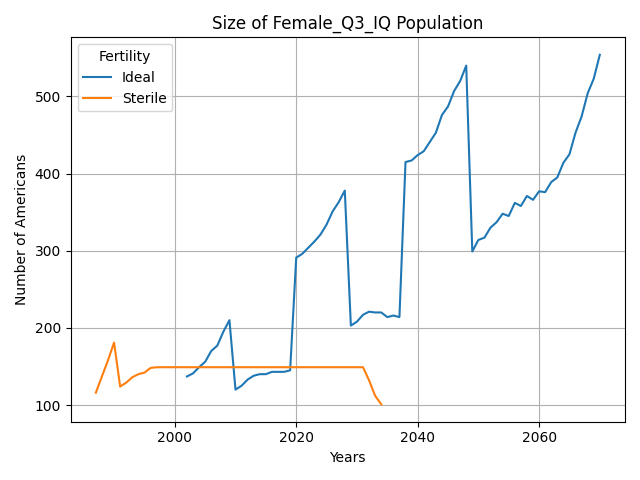 Size of Female_Q3_IQ Population
Fertility
Ideal
Sterile
Number of Americans
500
400
300
200
100
2000
2020
2040
2060
Years